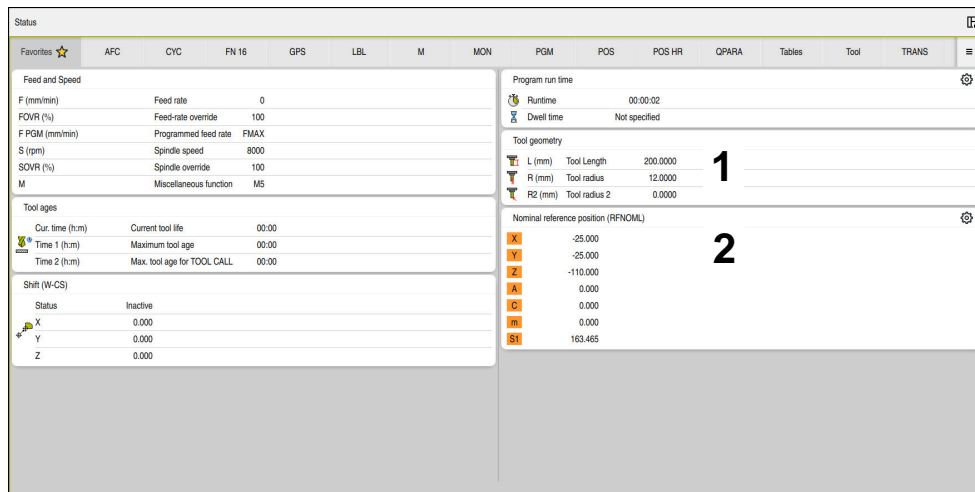 Status
Favorites AFC CYC FN 16 GPS LBL M MON PGM POS POS HR QPARA Tables Tool TRANS
Feed and Speed
F (mm/min) Feed rate 0
FOVR (%) Feed-rate override 100
F PGM (mm/min) Programmed feed rate FMAX
S (rpm) Spindle speed 8000
SOVR (%) Spindle override 100
M Miscellaneous function M5
Tool ages
Cur. time (h:m) Current tool life 00:00
Time 1 (h:m) Maximum tool age 00:00
Time 2 (h:m) Max. tool age for TOOL CALL 00:00
Shift (W-CS)
Status Inactive
X 0.000
Y 0.000
Z 0.000
Program run time
Runtime 00:00:02
Dwell time Not specified
Tool geometry
L (mm) Tool Length 200.0000
R (mm) Tool radius 12.0000
R2 (mm) Tool radius 2 0.0000
1
Nominal reference position (RFNOML)
X -25.000
Y -25.000
Z -110.000
A 0.000
C 0.000
m 0.000
S1 163.465
2